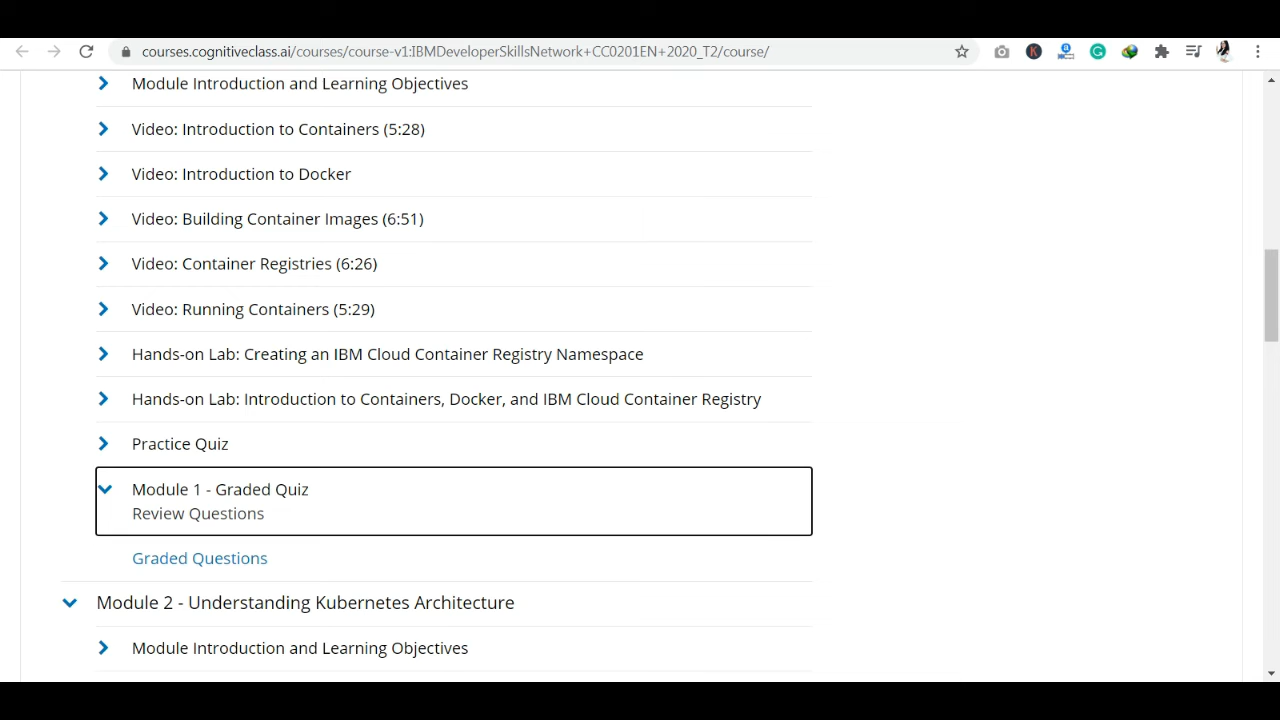 courses.cognitiveclass.ai/courses/course-v1:IBMDeveloperSkillsNetwork+CC0201EN+2020_T2/course/
Module Introduction and Learning Objectives
Video: Introduction to Containers (5:28)
Video: Introduction to Docker
Video: Building Container Images (6:51)
Video: Container Registries (6:26)
Video: Running Containers (5:29)
Hands-on Lab: Creating an IBM Cloud Container Registry Namespace
Hands-on Lab: Introduction to Containers, Docker, and IBM Cloud Container Registry
Practice Quiz
Module 1 - Graded Quiz
Review Questions
Graded Questions
Module 2 - Understanding Kubernetes Architecture
Module Introduction and Learning Objectives